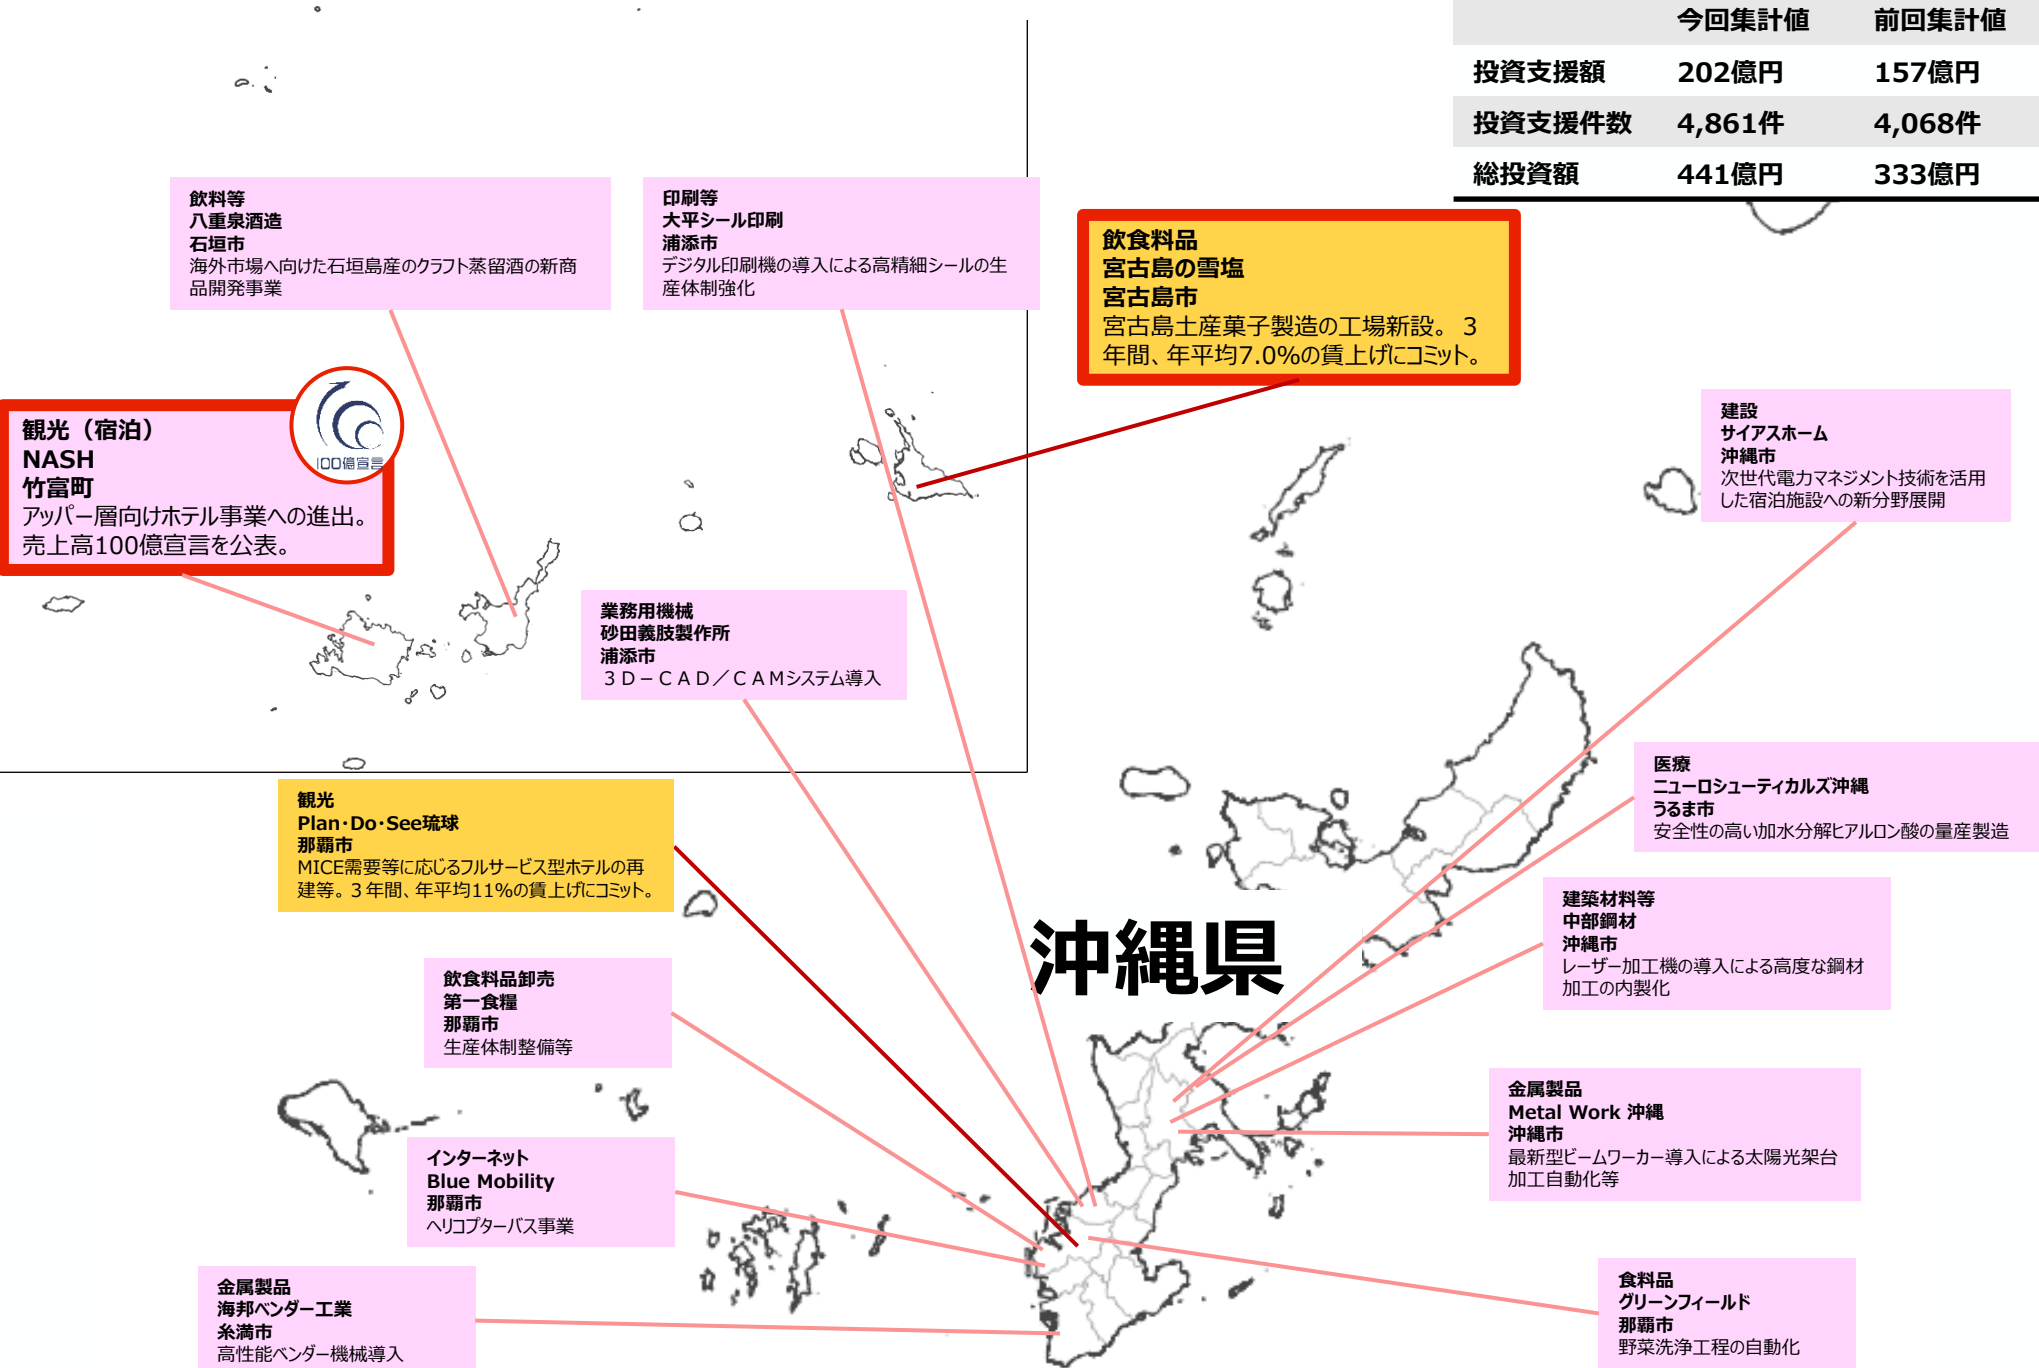 今回集計値 前回集計値
投資支援額 202億円 157億円
投資支援件数 4,861件 4,068件
総投資額 441億円 333億円
飲料等
八重泉酒造
石垣市
海外市場へ向けた石垣島産のクラフト蒸留酒の新商
品開発事業
印刷等
大平シール印刷
浦添市
デジタル印刷機の導入による高精細シールの生
産体制強化
飲食料品
宮古島の雪塩
宮古島市
宮古島土産菓子製造の工場新設。３
年間、年平均7.0%の賃上げにコミット。
観光（宿泊）
NASH
竹富町
アッパー層向けホテル事業への進出。
売上高100億宣言を公表。
100億宣言
建設
サイアスホーム
沖縄市
次世代電力マネジメント技術を活用
した宿泊施設への新分野展開
業務用機械
砂田義肢製作所
浦添市
３Ｄ－ＣＡＤ／ＣＡＭシステム導入
医療
ニューロシューティカルズ沖縄
うるま市
安全性の高い加水分解ヒアルロン酸の量産製造
観光
Plan・Do・See琉球
那覇市
MICE需要等に応じるフルサービス型ホテルの再
建等。３年間、年平均11%の賃上げにコミット。
建築材料等
中部鋼材
沖縄市
レーザー加工機の導入による高度な鋼材
加工の内製化
沖縄県
飲食料品卸売
第一食糧
那覇市
生産体制整備等
金属製品
Metal Work 沖縄
沖縄市
最新型ビームワーカー導入による太陽光架台
加工自動化等
インターネット
Blue Mobility
那覇市
ヘリコプターバス事業
金属製品
海邦ベンダー工業
糸満市
高性能ベンダー機械導入
食料品
グリーンフィールド
那覇市
野菜洗浄工程の自動化